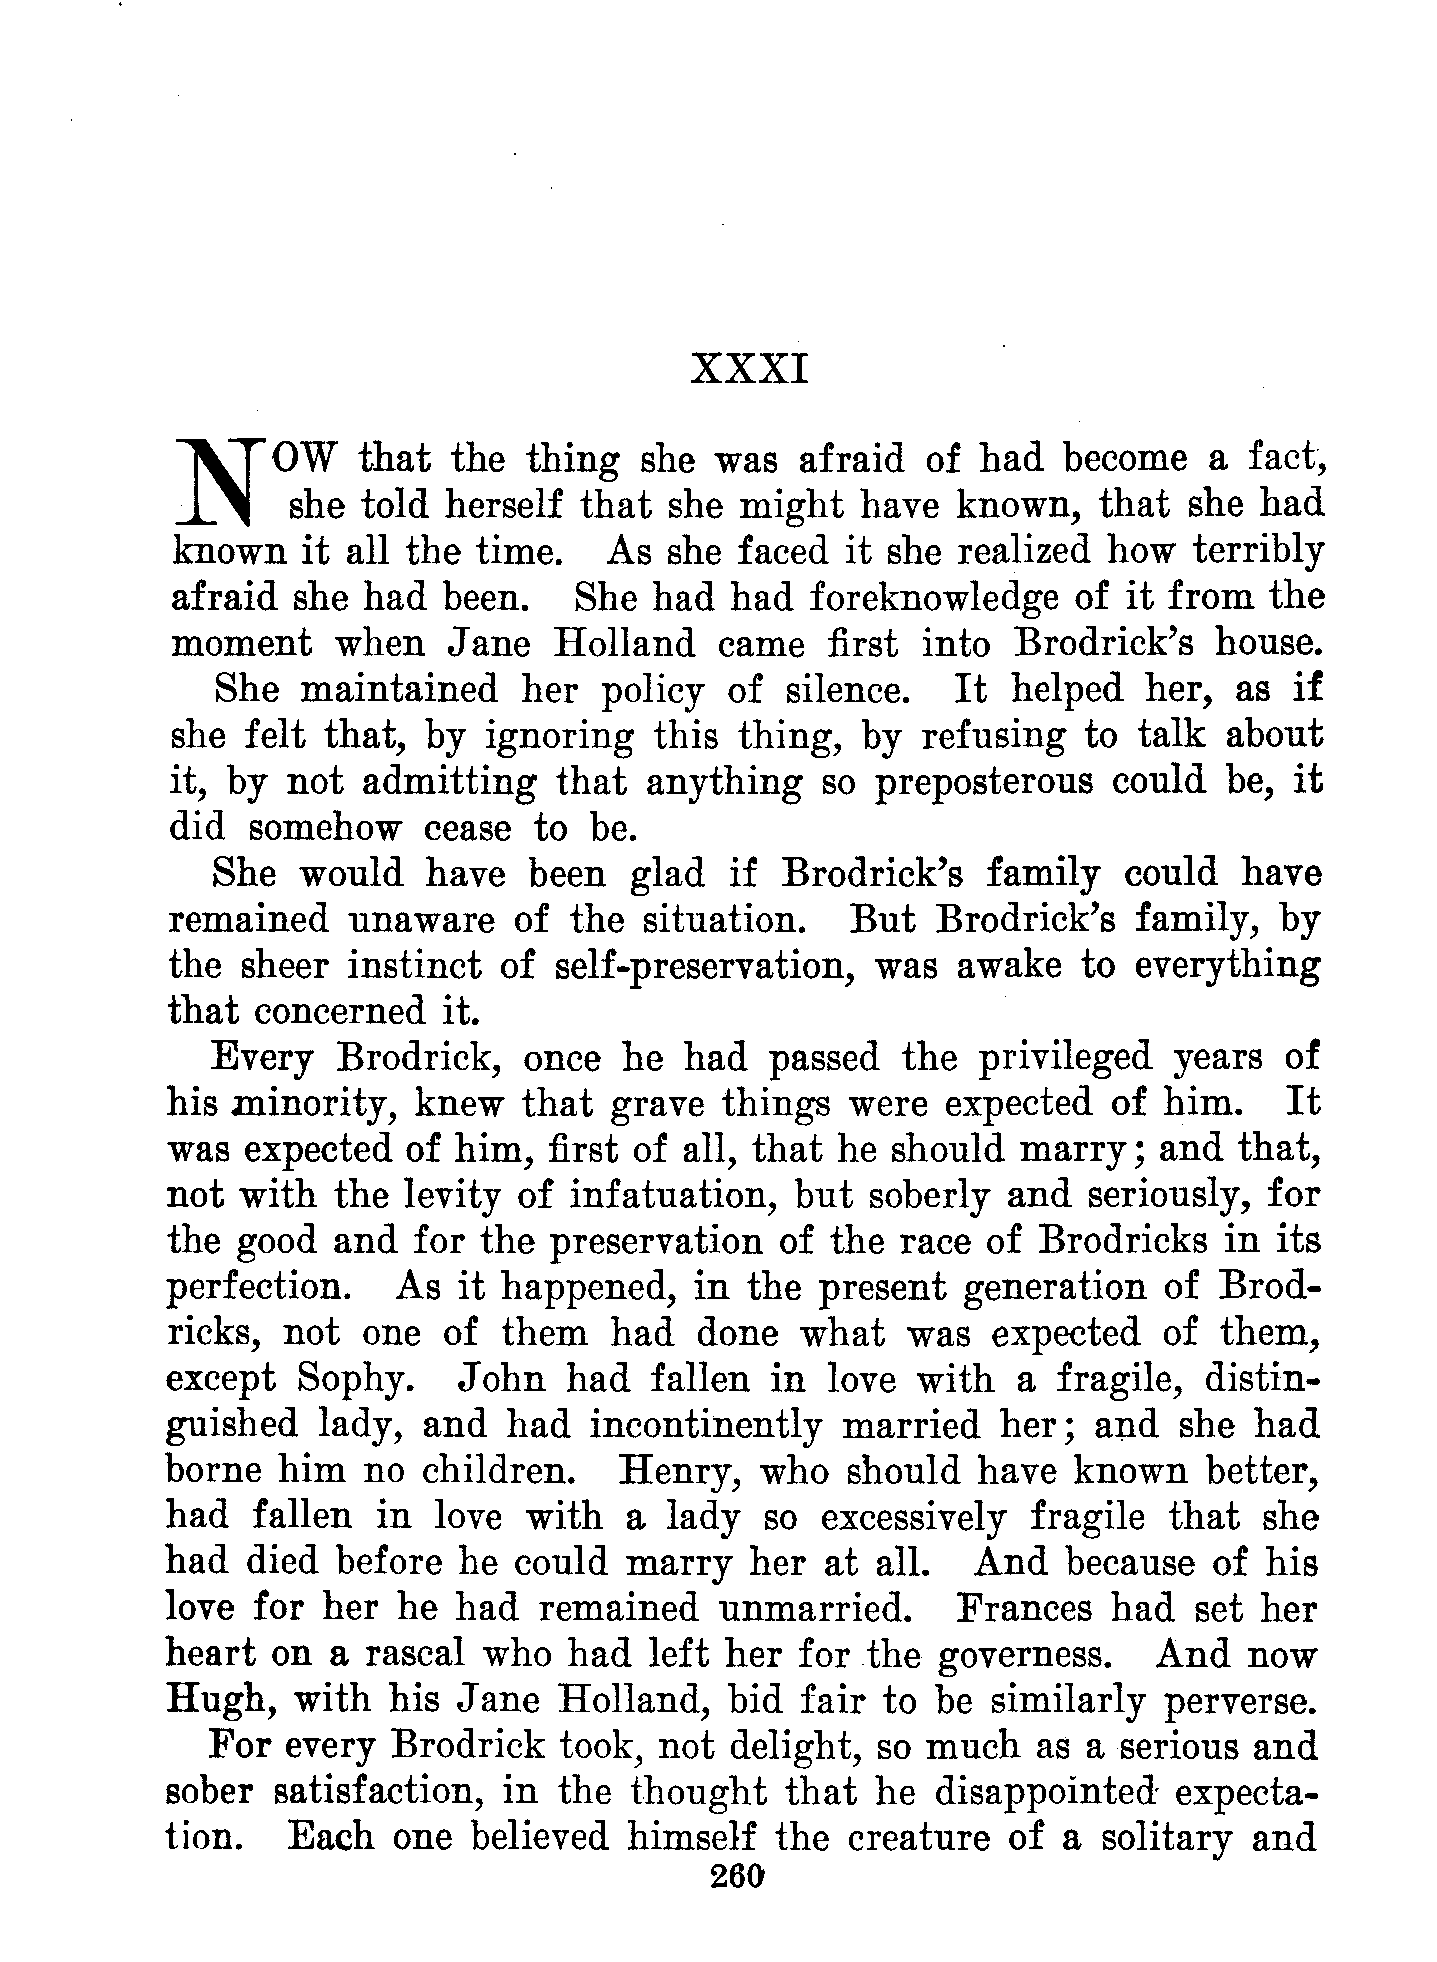 XXXI
NOW that the thing she was afraid of had become a fact,
she told herself that she might have known, that she had
known it all the time. As she faced it she realized how terribly
afraid she had been. She had had foreknowledge of it from the
moment when Jane Holland came first into Brodrick's house.
She maintained her policy of silence. It helped her, as if
she felt that, by ignoring this thing, by refusing to talk about
it, by not admitting that anything so preposterous could be, it
did somehow cease to be.
She would have been glad if Brodrick's family could have
remained unaware of the situation. But Brodrick's family, by
the sheer instinct of self-preservation, was awake to everything
that concerned it.
Every Brodrick, once he had passed the privileged years of
his minority, knew that grave things were expected of him. It
was expected of him, first of all, that he should marry; and that,
not with the levity of infatuation, but soberly and seriously, for
the good and for the preservation of the race of Brodricks in its
perfection. As it happened, in the present generation of Brod-
ricks, not one of them had done what was expected of them,
except Sophy. John had fallen in love with a fragile, distin-
guished lady, and had incontinently married her; and she had
borne him no children. Henry, who should have known better,
had fallen in love with a lady so excessively fragile that she
had died before he could marry her at all. And because of his
love for her he had remained unmarried. Frances had set her
heart on a rascal who had left her for the governess. And now
Hugh, with his Jane Holland, bid fair to be similarly perverse.
For every Brodrick took, not delight, so much as a serious and
sober satisfaction, in the thought that he disappointed expecta-
tion. Each one believed himself the creature of a solitary and
260